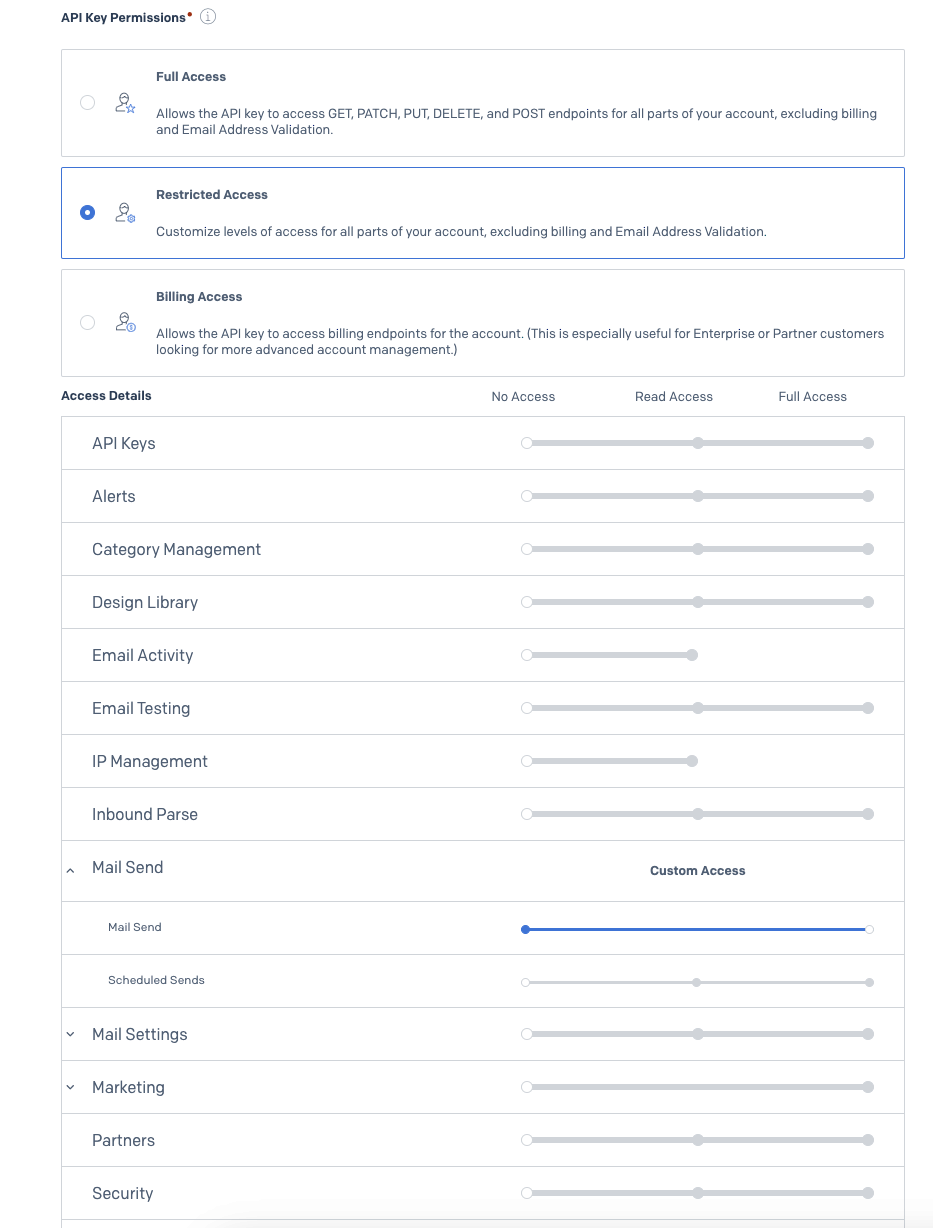 API Key Permissions
Full Access
Allows the API key to access GET, PATCH, PUT, DELETE, and POST endpoints for all parts of your account, excluding billing
and Email Address Validation.
Restricted Access
Customize levels of access for all parts of your account, excluding billing and Email Address Validation.
Billing Access
Allows the API key to access billing endpoints for the account. (This is especially useful for Enterprise or Partner customers
looking for more advanced account management.)
Access Details No Access Read Access Full Access
API Keys
Alerts
Category Management
Design Library
Email Activity
Email Testing
IP Management
Inbound Parse
Mail Send Custom Access
Mail Send
Scheduled Sends
Mail Settings
Marketing
Partners
Security